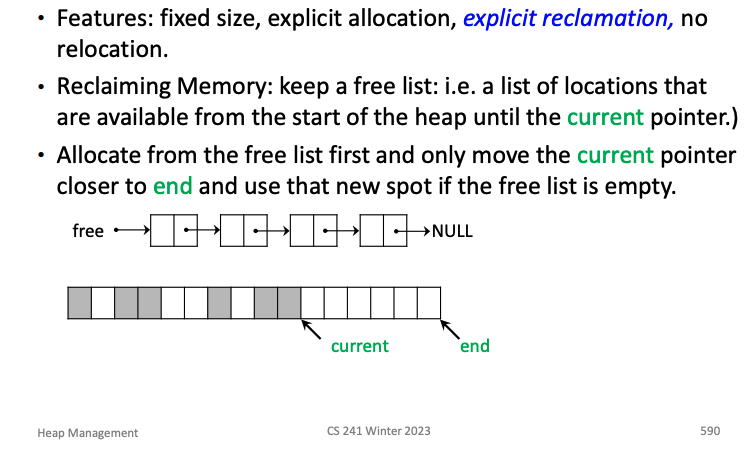 • Features: fixed size, explicit allocation, explicit reclamation, no
relocation.
• Reclaiming Memory: keep a free list: i.e. a list of locations that
are available from the start of the heap until the current pointer.)
• Allocate from the free list first and only move the current pointer
closer to end and use that new spot if the free list is empty.
free NULL
current end
Heap Management CS 241 Winter 2023 590